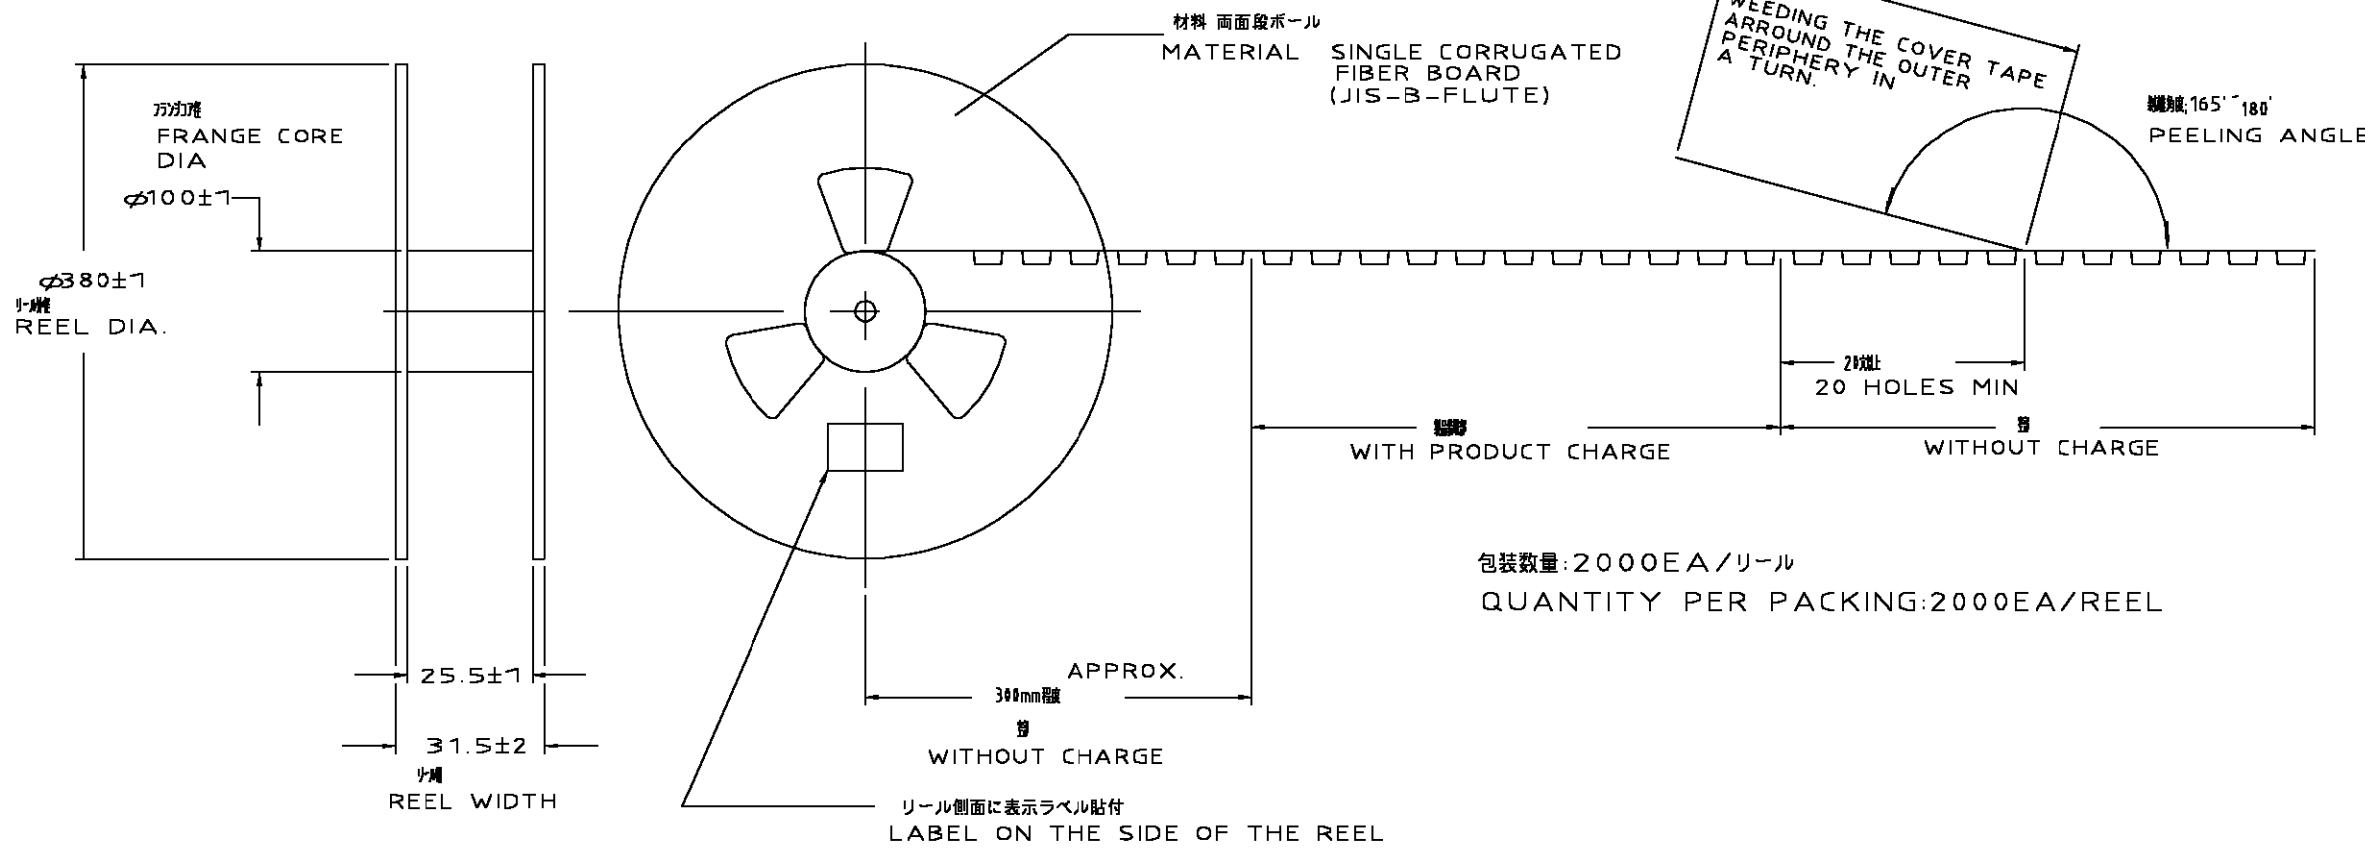 材料 両面段ボール
MATERIAL SINGLE CORRUGATED
FIBER BOARD
(JIS-B-FLUTE)
WEEDING THE COVER TAPE
ARROUND THE OUTER
PERIPHERY IN
A TURN.
165°~180°
PEELING ANGLE
FRANGE CORE
DIA
φ100±1
φ380±1
REEL DIA.
20 HOLES MIN
WITH PRODUCT CHARGE
WITHOUT CHARGE
包装数量:2000EA/リール
QUANTITY PER PACKING:2000EA/REEL
25.5±1
APPROX.
300mm程度
31.5±2
WITHOUT CHARGE
REEL WIDTH
リール側面に表示ラベル貼付
LABEL ON THE SIDE OF THE REEL